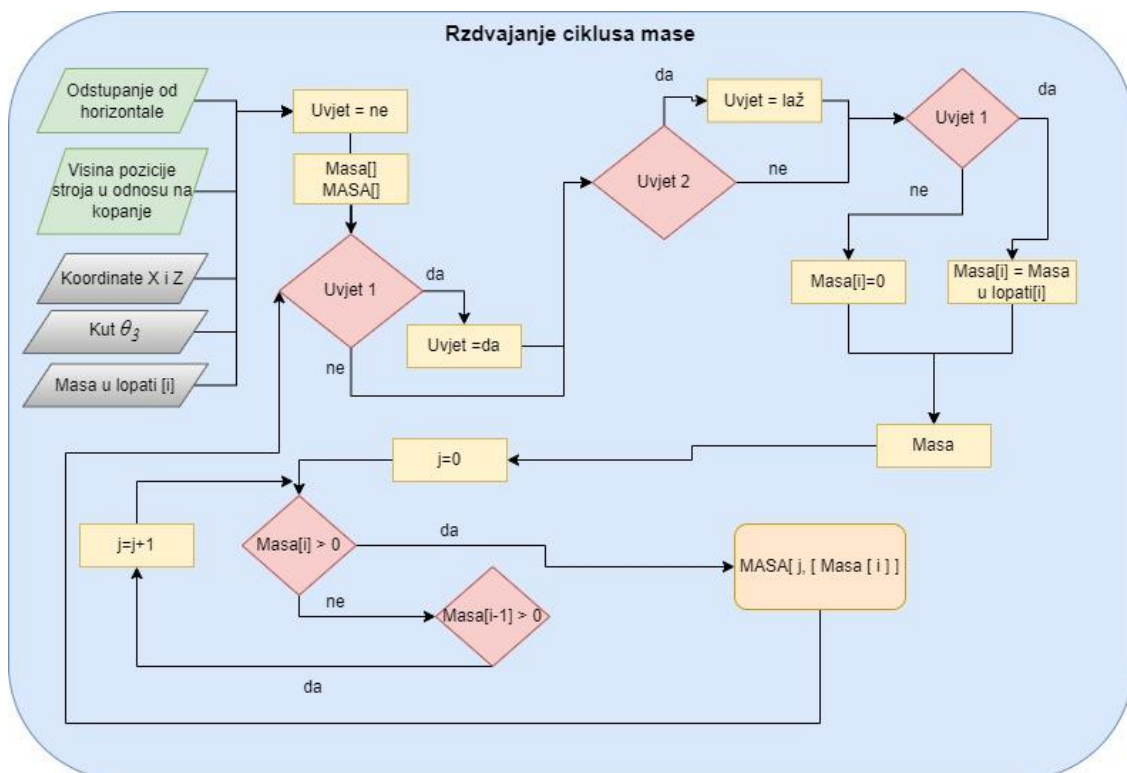 Rzdvajanje ciklusa mase
Odstupanje od
horizontale
Visina pozicije
stroja u odnosu na
kopanje
Koordinate X i Z
Kut θ3
Masa u lopati [i]
Uvjet = ne
Masa[]
MASA[]
Uvjet 1
da
ne
Uvjet =da
Uvjet 2
da
ne
Uvjet = laž
Uvjet 1
da
ne
Masa[i]=0
Masa[i] = Masa
u lopati[i]
Masa
j=0
j=j+1
Masa[i] > 0
da
ne
Masa[i-1] > 0
da
MASA[ j, [ Masa [ i ] ]